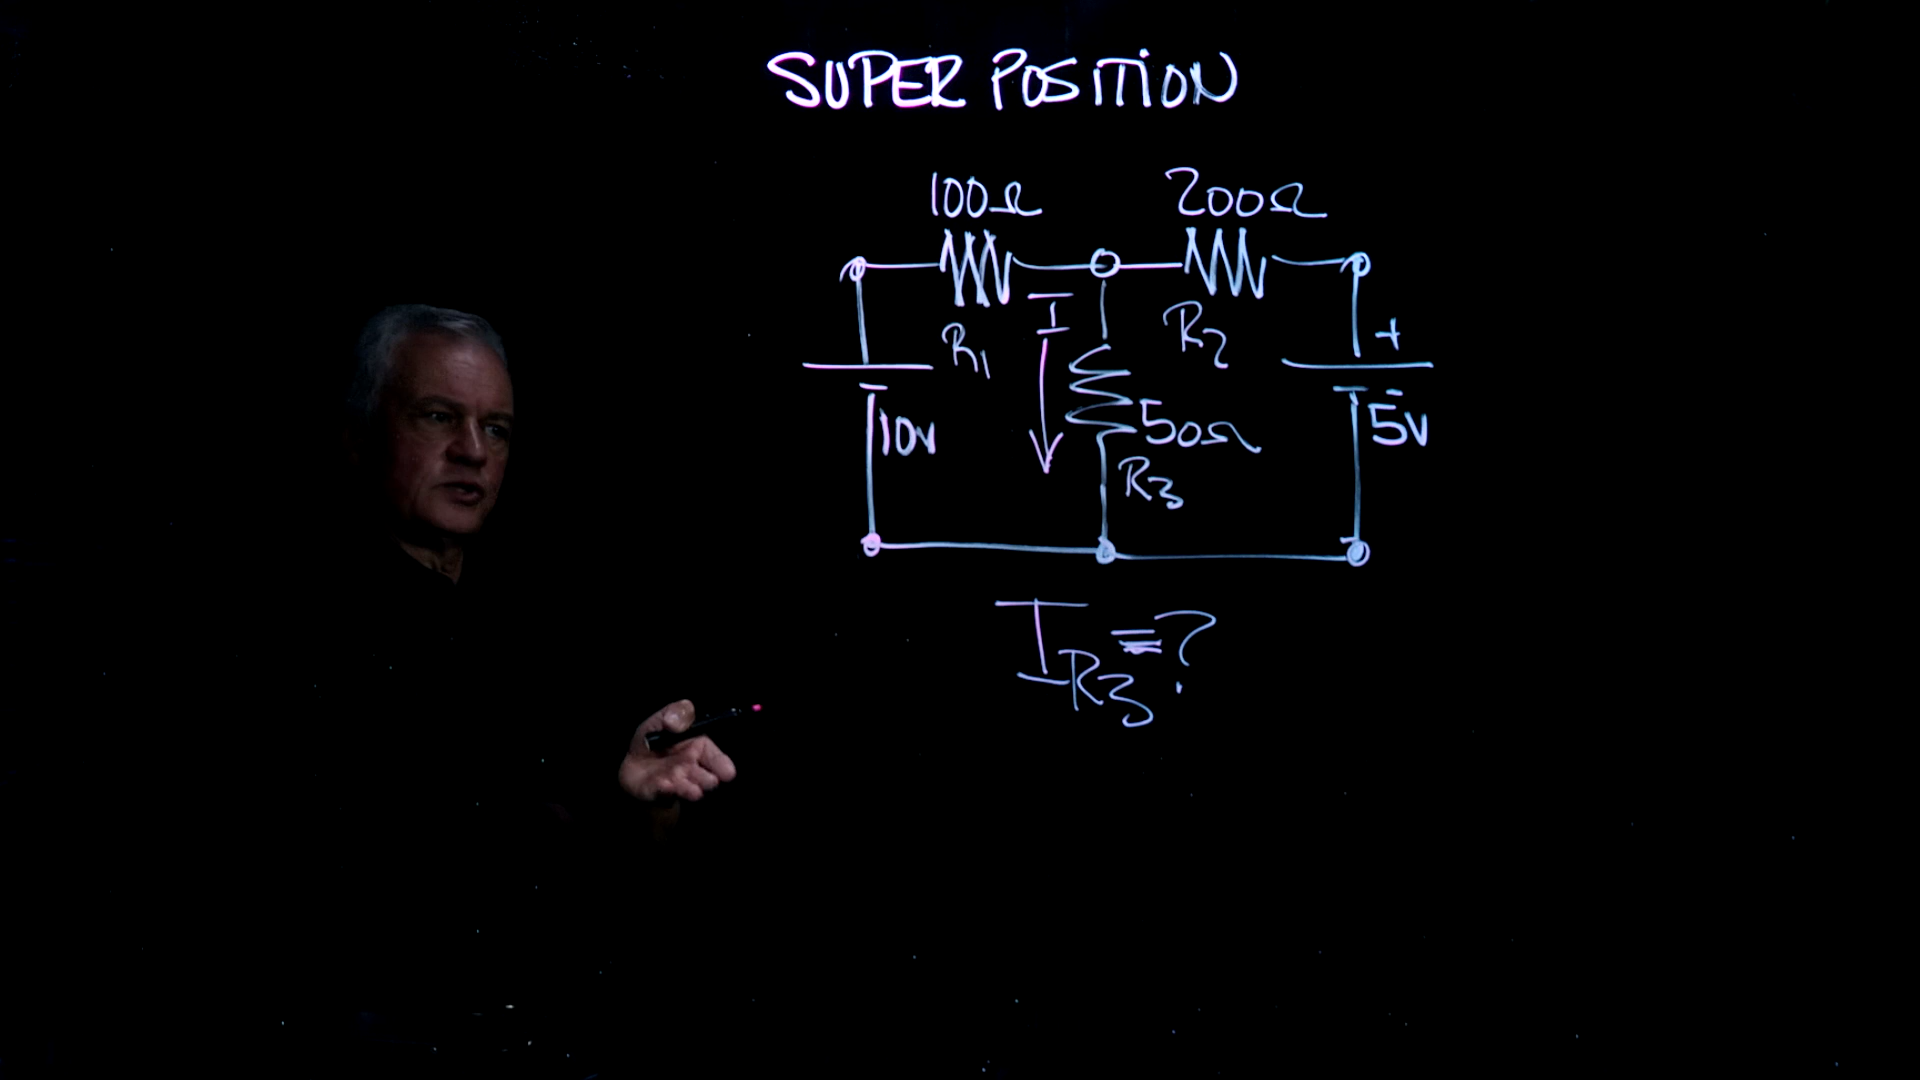 SUPER POSITION
100Ω 200Ω
R1 I R2 +
10V 50Ω 5V
R3
IR3 = ?